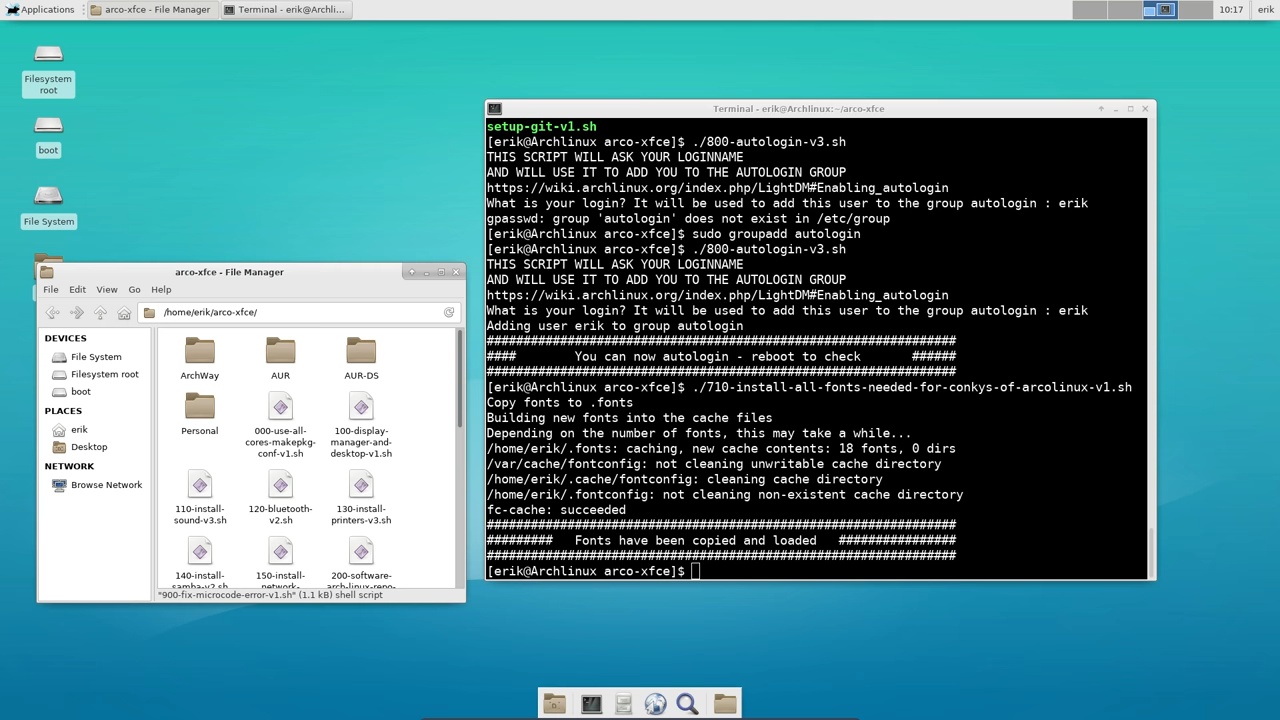 Applications
arco-xfce - File Manager
Terminal - erik@Archli...
10:17
erik
Filesystem
root
boot
File System
arco-xfce - File Manager
File Edit View Go Help
/home/erik/arco-xfce/
DEVICES
File System
Filesystem root
boot
PLACES
erik
Desktop
NETWORK
Browse Network
ArchWay
AUR
AUR-DS
Personal
000-use-all-
cores-makepkg-
conf-v1.sh
100-display-
manager-and-
desktop-v1.sh
110-install-
sound-v3.sh
120-bluetooth-
v2.sh
130-install-
printers-v3.sh
140-install-
samba-v2.sh
150-install-
network-
200-software-
arch-linux-repo-
"900-fix-microcode-error-v1.sh" (1.1 kB) shell script
Terminal - erik@Archlinux:~/arco-xfce
setup-git-v1.sh
[erik@Archlinux arco-xfce]$ ./800-autologin-v3.sh
THIS SCRIPT WILL ASK YOUR LOGINNAME
AND WILL USE IT TO ADD YOU TO THE AUTOLOGIN GROUP
https://wiki.archlinux.org/index.php/LightDM#Enabling_autologin
What is your login? It will be used to add this user to the group autologin : erik
gpasswd: group 'autologin' does not exist in /etc/group
[erik@Archlinux arco-xfce]$ sudo groupadd autologin
[erik@Archlinux arco-xfce]$ ./800-autologin-v3.sh
THIS SCRIPT WILL ASK YOUR LOGINNAME
AND WILL USE IT TO ADD YOU TO THE AUTOLOGIN GROUP
https://wiki.archlinux.org/index.php/LightDM#Enabling_autologin
What is your login? It will be used to add this user to the group autologin : erik
Adding user erik to group autologin
#########################################################
####       You can now autologin - reboot to check      ######
#########################################################
[erik@Archlinux arco-xfce]$ ./710-install-all-fonts-needed-for-conkys-of-arcolinux-v1.sh
Copy fonts to .fonts
Building new fonts into the cache files
Depending on the number of fonts, this may take a while...
/home/erik/.fonts: caching, new cache contents: 18 fonts, 0 dirs
/var/cache/fontconfig: not cleaning unwritable cache directory
/home/erik/.cache/fontconfig: cleaning cache directory
/home/erik/.fontconfig: not cleaning non-existent cache directory
fc-cache: succeeded
#########################################################
#########   Fonts have been copied and loaded   ################
#########################################################
[erik@Archlinux arco-xfce]$